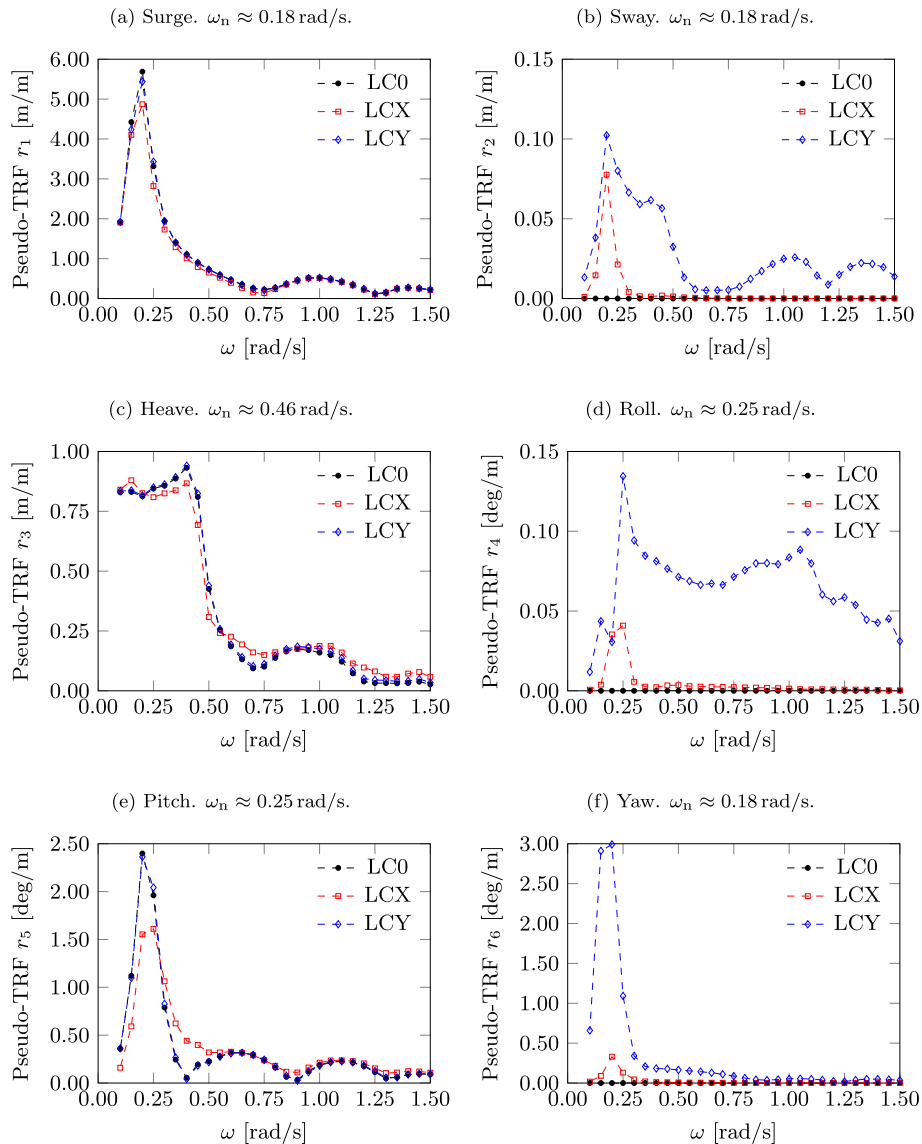 (a) Surge. ωn ≈ 0.18 rad/s.
6.00
5.00
4.00
3.00
2.00
1.00
0.00
Pseudo-TRF r1 [m/m]
LC0
LCX
LCY
0.00 0.25 0.50 0.75 1.00 1.25 1.50
ω [rad/s]
(b) Sway. ωn ≈ 0.18 rad/s.
0.15
0.10
0.05
0.00
Pseudo-TRF r2 [m/m]
LC0
LCX
LCY
0.00 0.25 0.50 0.75 1.00 1.25 1.50
ω [rad/s]
(c) Heave. ωn ≈ 0.46 rad/s.
1.00
0.75
0.50
0.25
0.00
Pseudo-TRF r3 [m/m]
LC0
LCX
LCY
0.00 0.25 0.50 0.75 1.00 1.25 1.50
ω [rad/s]
(d) Roll. ωn ≈ 0.25 rad/s.
0.15
0.10
0.05
0.00
Pseudo-TRF r4 [deg/m]
LC0
LCX
LCY
0.00 0.25 0.50 0.75 1.00 1.25 1.50
ω [rad/s]
(e) Pitch. ωn ≈ 0.25 rad/s.
2.50
2.00
1.50
1.00
0.50
0.00
Pseudo-TRF r5 [deg/m]
LC0
LCX
LCY
0.00 0.25 0.50 0.75 1.00 1.25 1.50
ω [rad/s]
(f) Yaw. ωn ≈ 0.18 rad/s.
3.00
2.00
1.00
0.00
Pseudo-TRF r6 [deg/m]
LC0
LCX
LCY
0.00 0.25 0.50 0.75 1.00 1.25 1.50
ω [rad/s]